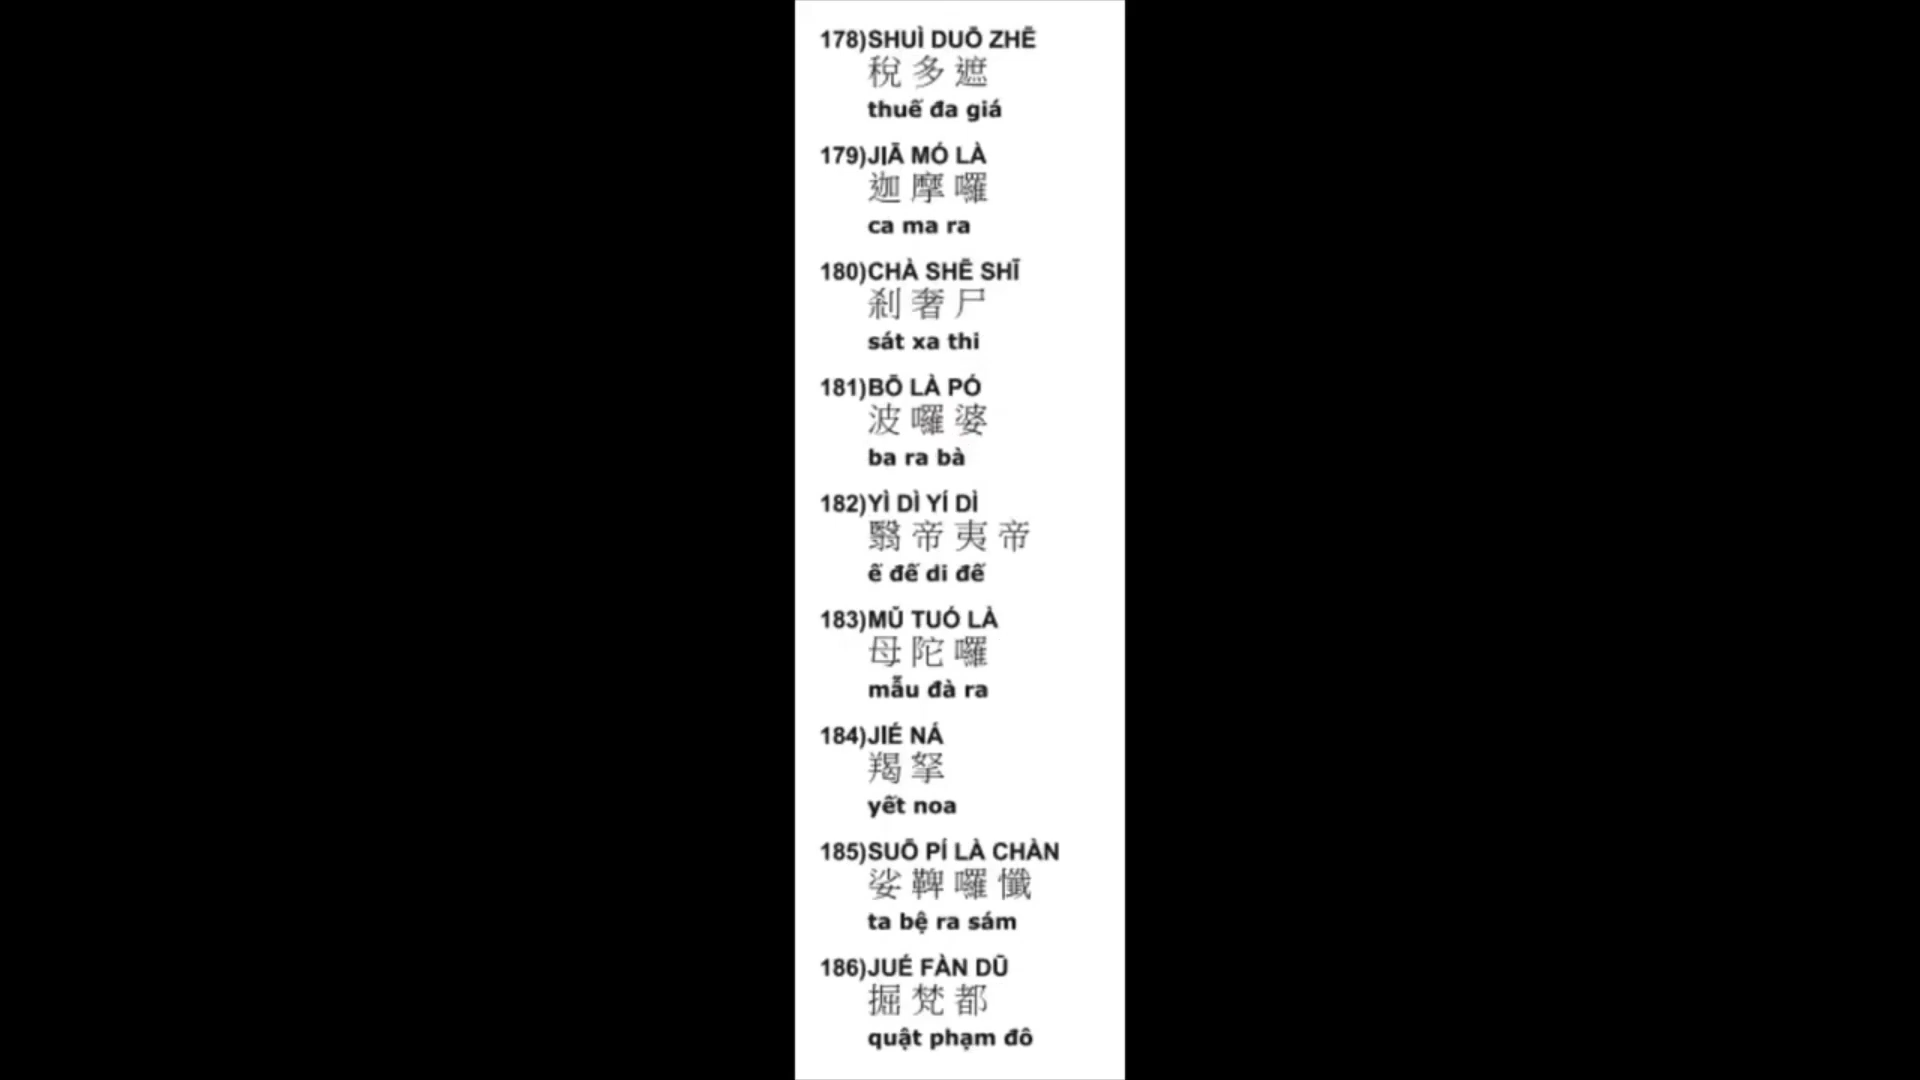 178)SHUÌ DUŌ ZHĒ
稅 多 遮
thuế đa giá
179)JIĀ MÓ LÀ
迦 摩 囉
ca ma ra
180)CHÀ SHĒ SHĪ
剎 奢 尸
sát xa thi
181)BŌ LÀ PÓ
波 囉 婆
ba ra bà
182)YÌ DÌ YÍ DÌ
翳 帝 夷 帝
ế đế di đế
183)MǓ TUÓ LÀ
母 陀 囉
mẫu đà ra
184)JIÉ NÁ
羯 拏
yết noa
185)SUŌ PÍ LÀ CHÀN
娑 鞞 囉 懺
ta bệ ra sám
186)JUÉ FÀN DŪ
掘 梵 都
quật phạm đô